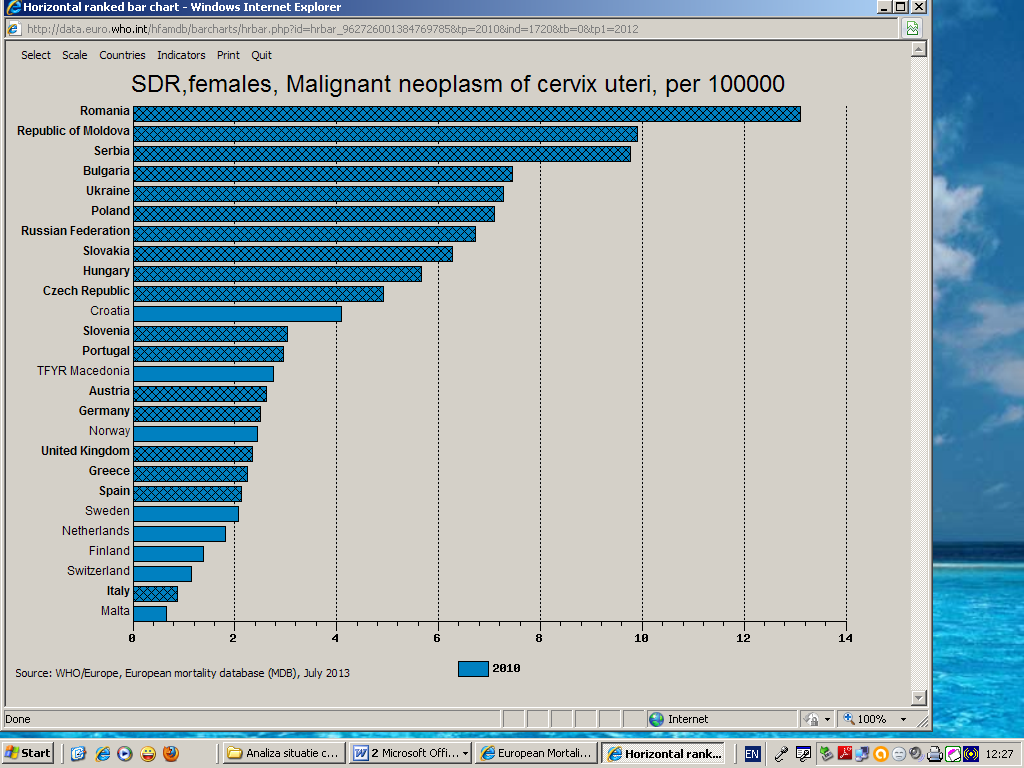 Horizontal ranked bar chart - Windows Internet Explorer
http://data.euro.who.int/hfamdb/barcharts/hrbar.php?id=hrbar_9627260013847697​85&tp=2010&ind=1720&tb=0&tp1=2012
Select Scale Countries Indicators Print Quit
SDR,females, Malignant neoplasm of cervix uteri, per 100000
Romania
Republic of Moldova
Serbia
Bulgaria
Ukraine
Poland
Russian Federation
Slovakia
Hungary
Czech Republic
Croatia
Slovenia
Portugal
TFYR Macedonia
Austria
Germany
Norway
United Kingdom
Greece
Spain
Sweden
Netherlands
Finland
Switzerland
Italy
Malta
0 2 4 6 8 10 12 14
2010
Source: WHO/Europe, European mortality database (MDB), July 2013
Done Internet 100%
Start Analiza situatie c... 2 Microsoft Offi... European Mortali... Horizontal rank... EN 12:27